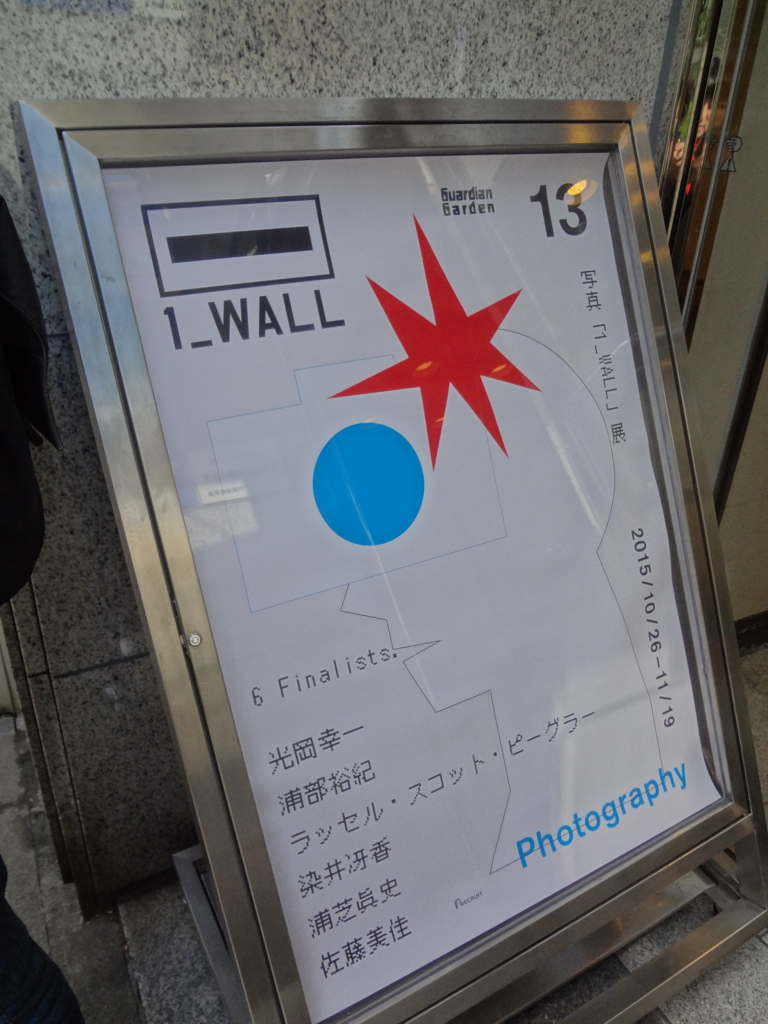 1_WALL
Guardian
Garden
13
写真「1_WALL」展
2015/10/26-11/19
6 Finalists.
光岡幸一
浦部裕紀
ラッセル・スコット・ピーグラー
染井冴香
浦芝眞史
佐藤美佳
Photography
RECRUIT